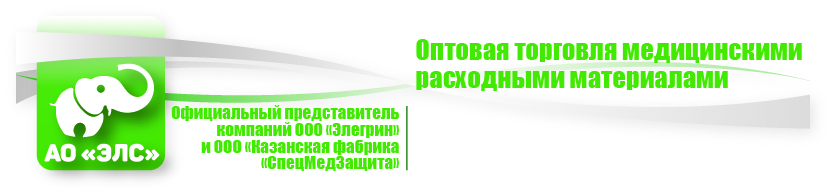 Оптовая торговля медицинскими
расходными материалами
Официальный представитель
компаний ООО «Элегрин»
и ООО «Казанская фабрика
«СпецМедЗащита»
АО «ЭЛС»